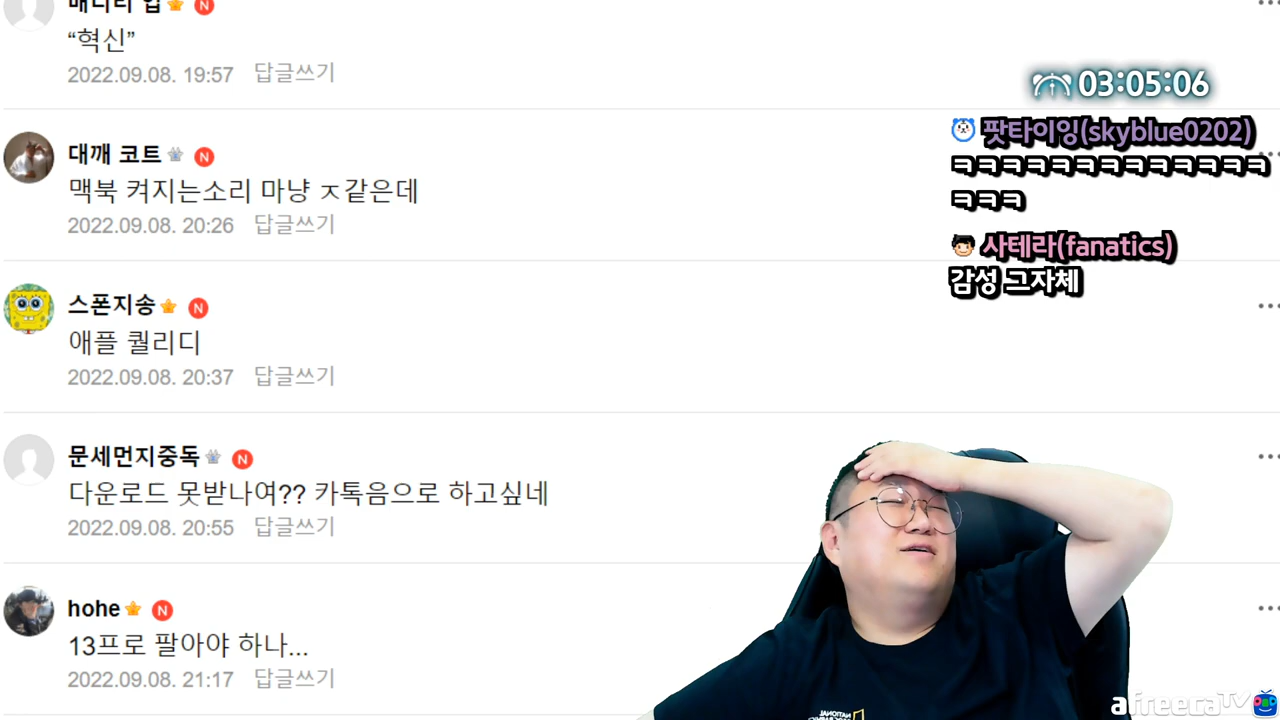 “혁신”
2022.09.08. 19:57 답글쓰기
대깨 코트 N
맥북 켜지는소리 마냥 ㅈ같은데
2022.09.08. 20:26 답글쓰기
스폰지송 N
애플 퀄리디
2022.09.08. 20:37 답글쓰기
문세먼지중독 N
다운로드 못받나여?? 카톡음으로 하고싶네
2022.09.08. 20:55 답글쓰기
hohe N
13프로 팔아야 하나...
2022.09.08. 21:17 답글쓰기
03:05:06
팟타이잉(skyblue0202)
ㅋㅋㅋㅋㅋㅋㅋㅋㅋㅋㅋㅋㅋ
ㅋㅋㅋ
사테라(fanatics)
감성 그자체
NATIONAL
afreecaTV